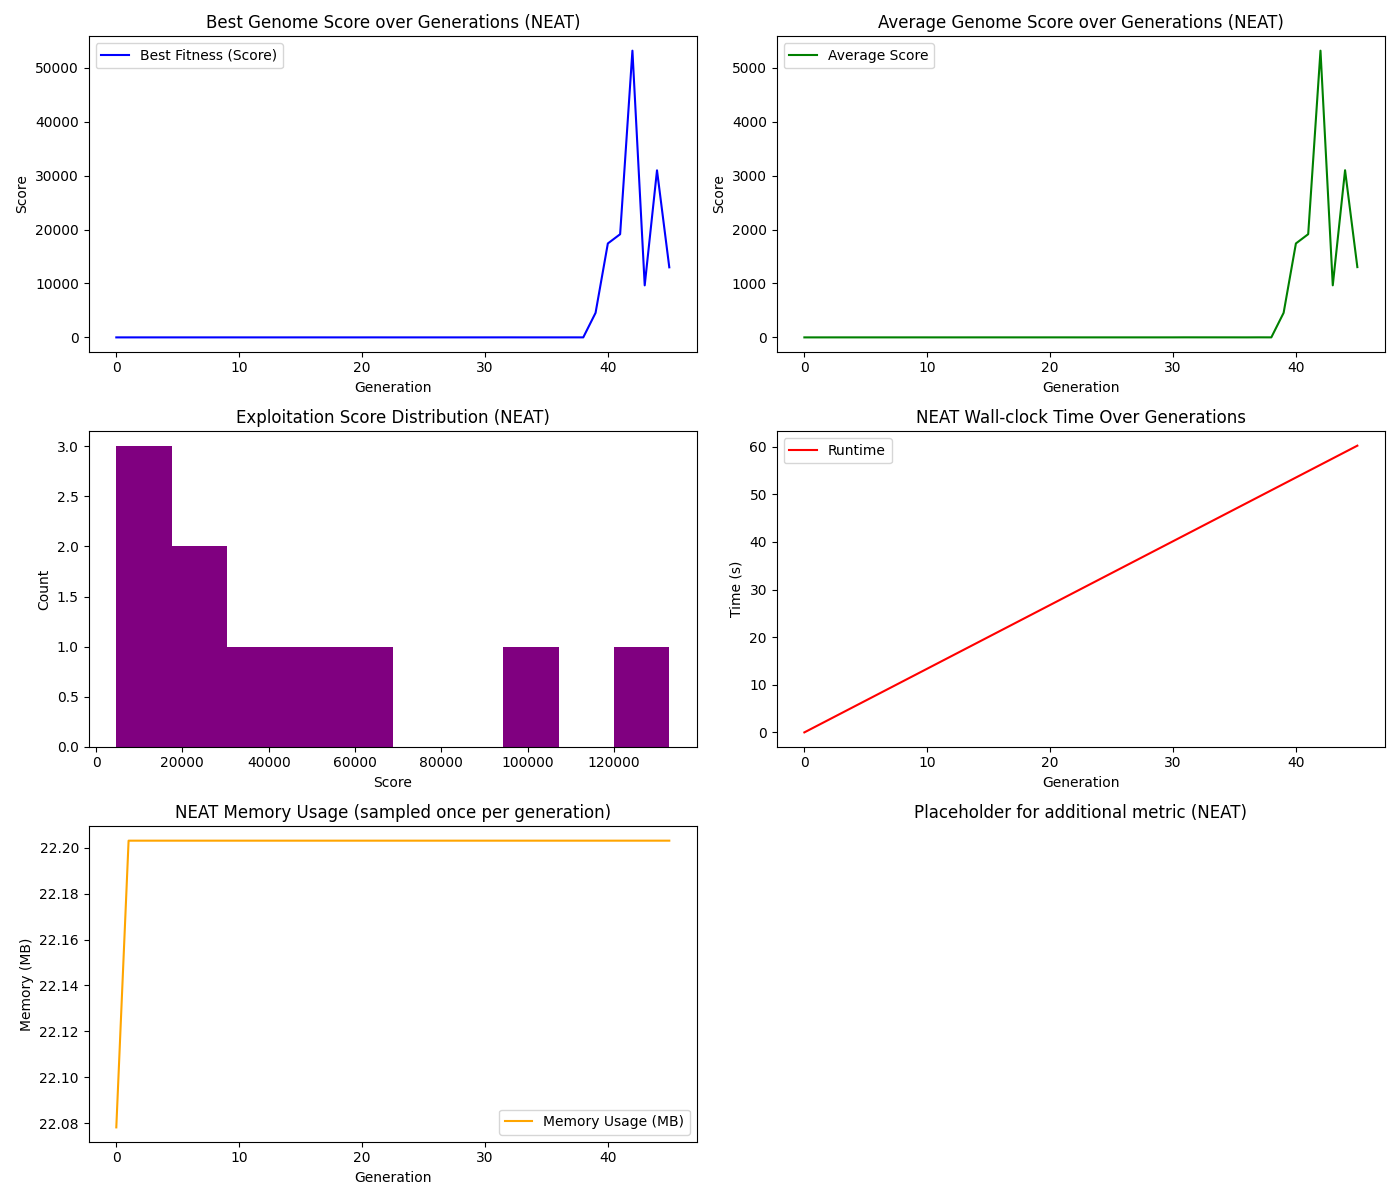 Best Genome Score over Generations (NEAT)
Best Fitness (Score)
50000
40000
30000
20000
10000
0
Score
0 10 20 30 40
Generation
Average Genome Score over Generations (NEAT)
Average Score
5000
4000
3000
2000
1000
0
Score
0 10 20 30 40
Generation
Exploitation Score Distribution (NEAT)
3.0
2.5
2.0
1.5
1.0
0.5
0.0
Count
0 20000 40000 60000 80000 100000 120000
Score
NEAT Wall-clock Time Over Generations
Runtime
60
50
40
30
20
10
0
Time (s)
0 10 20 30 40
Generation
NEAT Memory Usage (sampled once per generation)
22.20
22.18
22.16
22.14
22.12
22.10
22.08
Memory (MB)
Memory Usage (MB)
0 10 20 30 40
Generation
Placeholder for additional metric (NEAT)